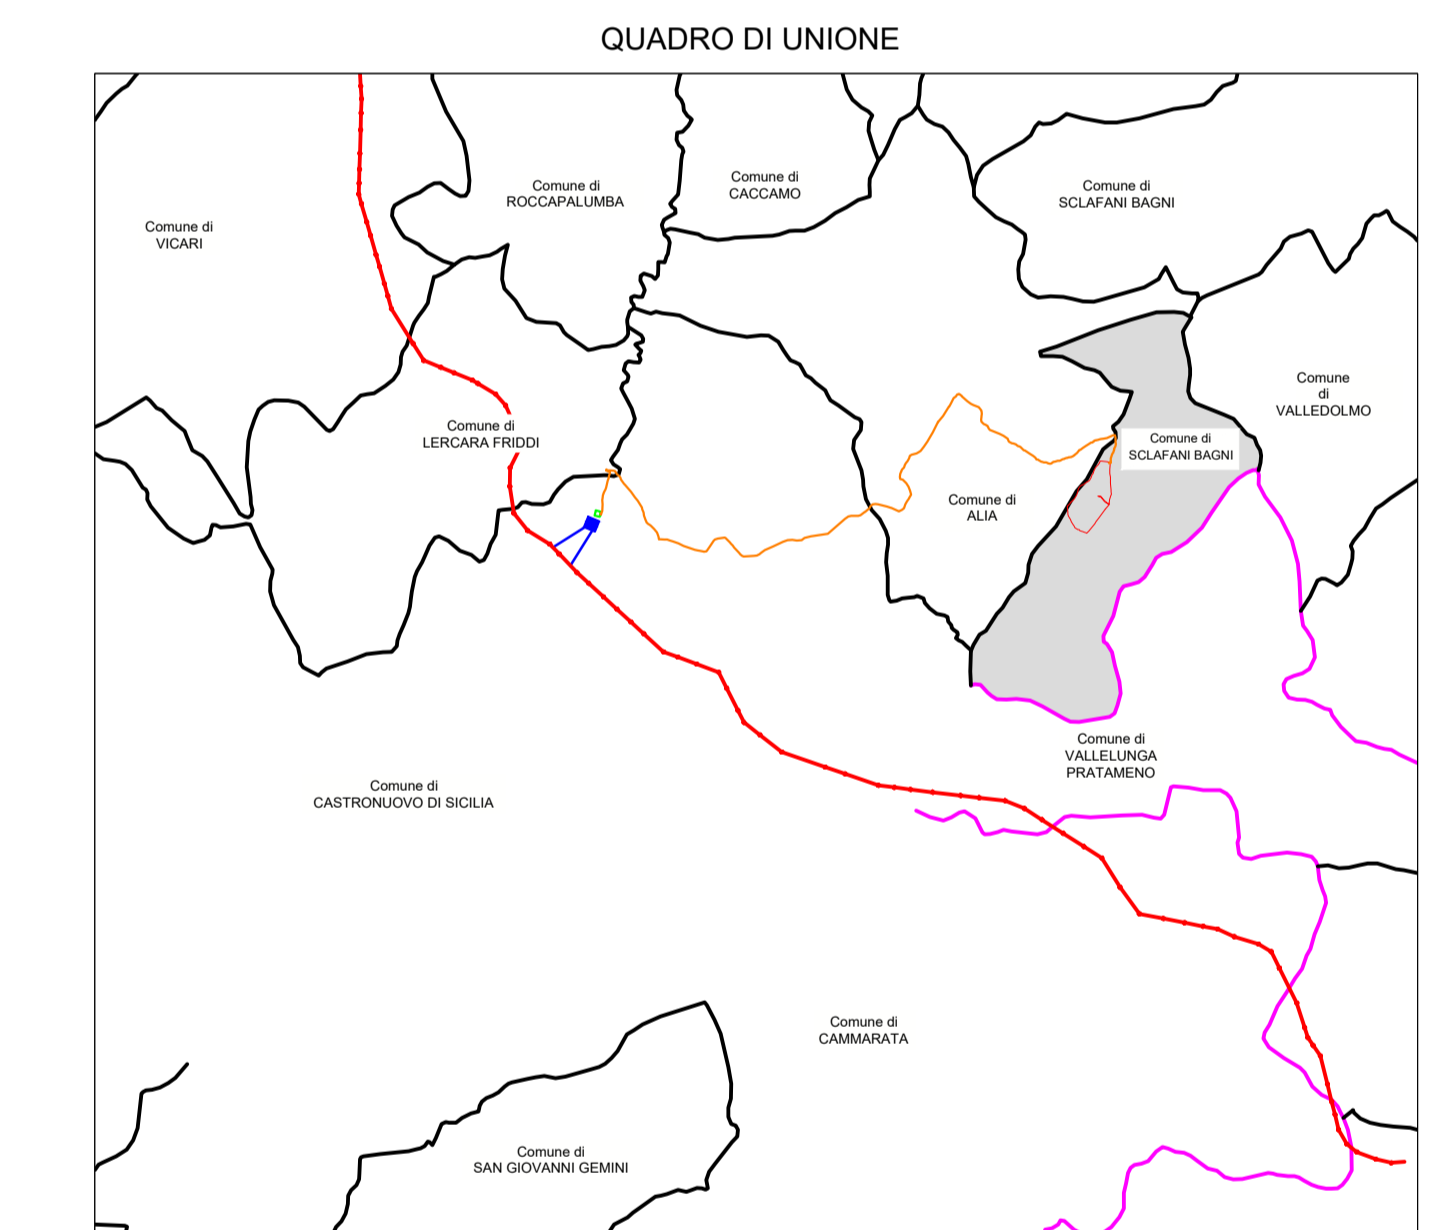 QUADRO DI UNIONE
Comune di
CACCAMO
Comune di
ROCCAPALUMBA
Comune di
SCLAFANI BAGNI
Comune di
VICARI
Comune
di
VALLEDOLMO
Comune di
LERCARA FRIDDI
Comune di
SCLAFANI BAGNI
Comune di
ALIA
Comune di
VALLELUNGA
PRATAMENO
Comune di
CASTRONUOVO DI SICILIA
Comune di
CAMMARATA
Comune di
SAN GIOVANNI GEMINI